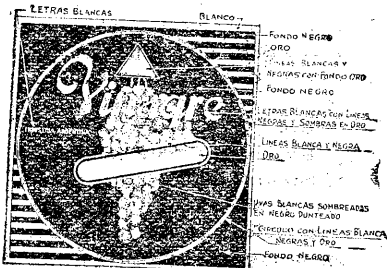 LETRAS BLANCAS
BLANCO
FONDO NEGRO
ORO
LINEAS BLANCAS Y
NEGRAS CON FONDO ORO
FONDO NEGRO
Vinagre
LETRAS BLANCAS CON LINEAS
NEGRAS Y SOMBRAS EN ORO
LINEAS BLANCA Y NEGRA
ORO
UVAS BLANCAS SOMBREADAS
EN NEGRO PUNTEADO
CIRCULO CON LINEAS BLANCA
NEGRAS Y ORO
FONDO NEGRO